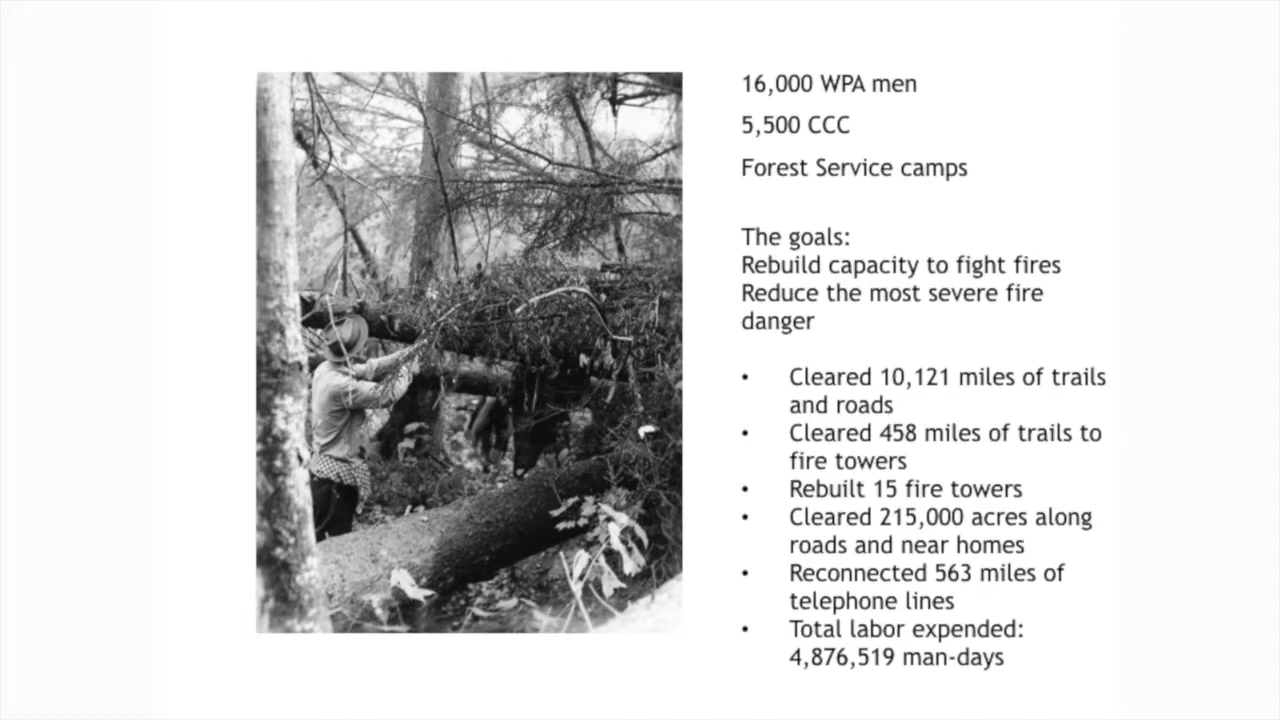 16,000 WPA men
5,500 CCC
Forest Service camps
The goals:
Rebuild capacity to fight fires
Reduce the most severe fire
danger
• Cleared 10,121 miles of trails
and roads
• Cleared 458 miles of trails to
fire towers
• Rebuilt 15 fire towers
• Cleared 215,000 acres along
roads and near homes
• Reconnected 563 miles of
telephone lines
• Total labor expended:
4,876,519 man-days